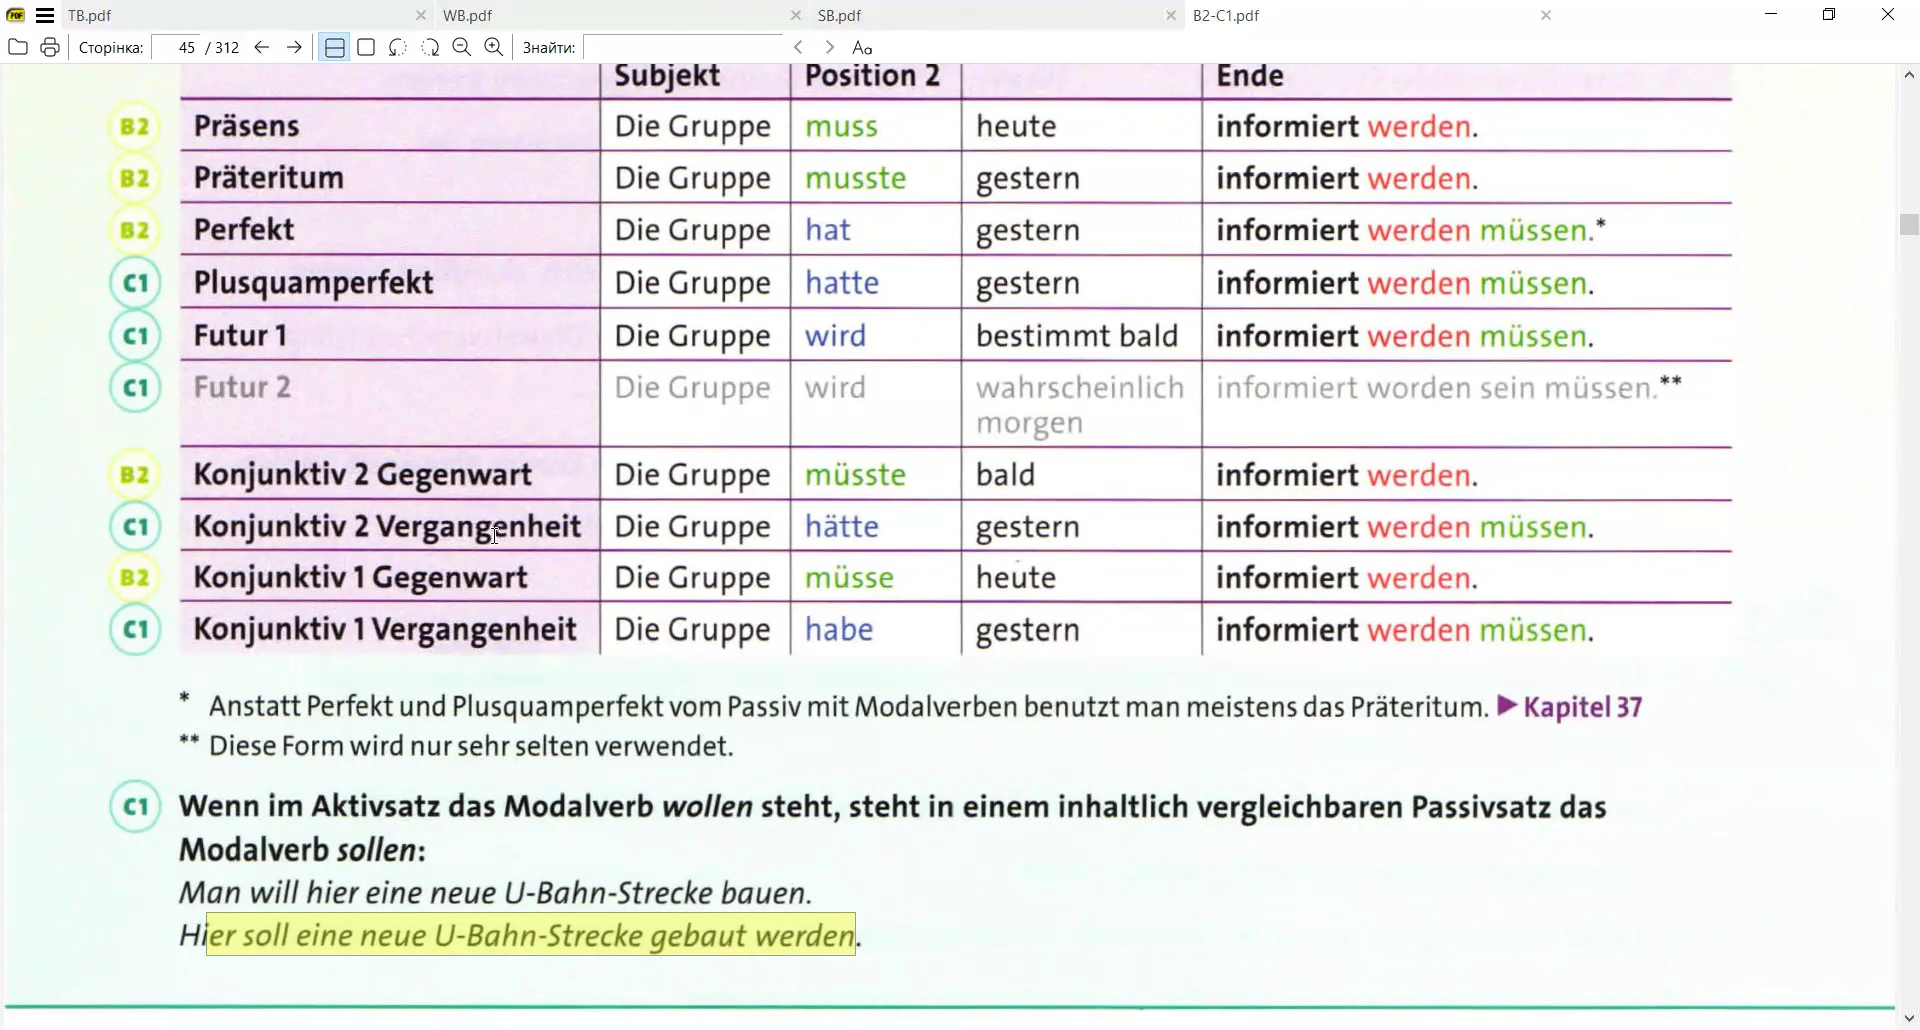 TB.pdf WB.pdf SB.pdf B2-C1.pdf
Сторінка: 45 / 312 Знайти: Aa
Subjekt Position 2 Ende
B2 Präsens Die Gruppe muss heute informiert werden.
B2 Präteritum Die Gruppe musste gestern informiert werden.
B2 Perfekt Die Gruppe hat gestern informiert werden müssen.*
C1 Plusquamperfekt Die Gruppe hatte gestern informiert werden müssen.
C1 Futur 1 Die Gruppe wird bestimmt bald informiert werden müssen.
C1 Futur 2 Die Gruppe wird wahrscheinlich informiert worden sein müssen.**
morgen
B2 Konjunktiv 2 Gegenwart Die Gruppe müsste bald informiert werden.
C1 Konjunktiv 2 Vergangenheit Die Gruppe hätte gestern informiert werden müssen.
B2 Konjunktiv 1 Gegenwart Die Gruppe müsse heute informiert werden.
C1 Konjunktiv 1 Vergangenheit Die Gruppe habe gestern informiert werden müssen.
* Anstatt Perfekt und Plusquamperfekt vom Passiv mit Modalverben benutzt man meistens das Präteritum. ▶ Kapitel 37
** Diese Form wird nur sehr selten verwendet.
C1 Wenn im Aktivsatz das Modalverb wollen steht, steht in einem inhaltlich vergleichbaren Passivsatz das
Modalverb sollen:
Man will hier eine neue U-Bahn-Strecke bauen.
Hier soll eine neue U-Bahn-Strecke gebaut werden.